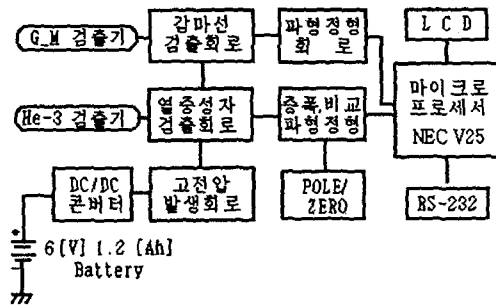 G_M 검출기
감마선
검출회로
파형정형
회 로
L C D
He-3 검출기
열중성자
검출회로
증폭,비교
파형정형
마이크로
프로세서
NEC V25
DC/DC
콘버터
고전압
발생회로
POLE/
ZERO
RS-232
6 [V] 1.2 [Ah]
Battery